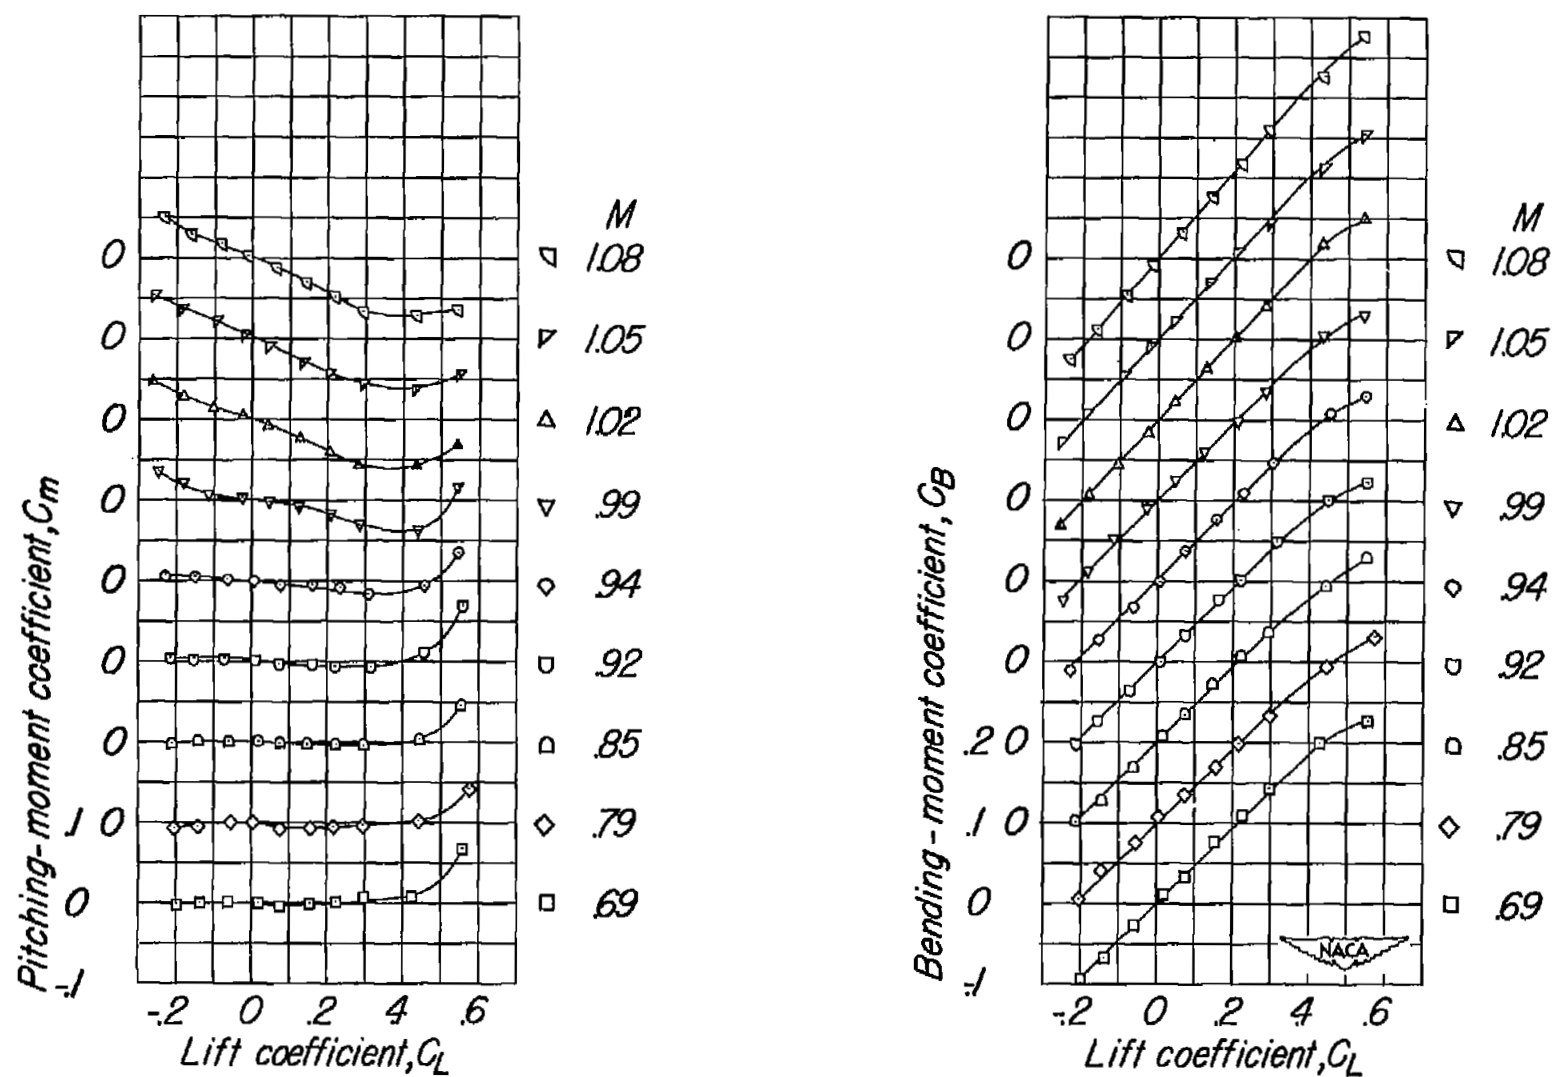 M
0 1.08
0 1.05
0 1.02
0 .99
0 .94
0 .92
0 .85
.1 0 .79
0 .69
-.1
-.2 0 .2 .4 .6
Pitching-moment coefficient, Cm
Lift coefficient, CL
M
0 1.08
0 1.05
0 1.02
0 .99
0 .94
0 .92
.2 0 .85
.1 0 .79
0 .69
-.1
-.2 0 .2 .4 .6
Bending-moment coefficient, CB
Lift coefficient, CL
NACA